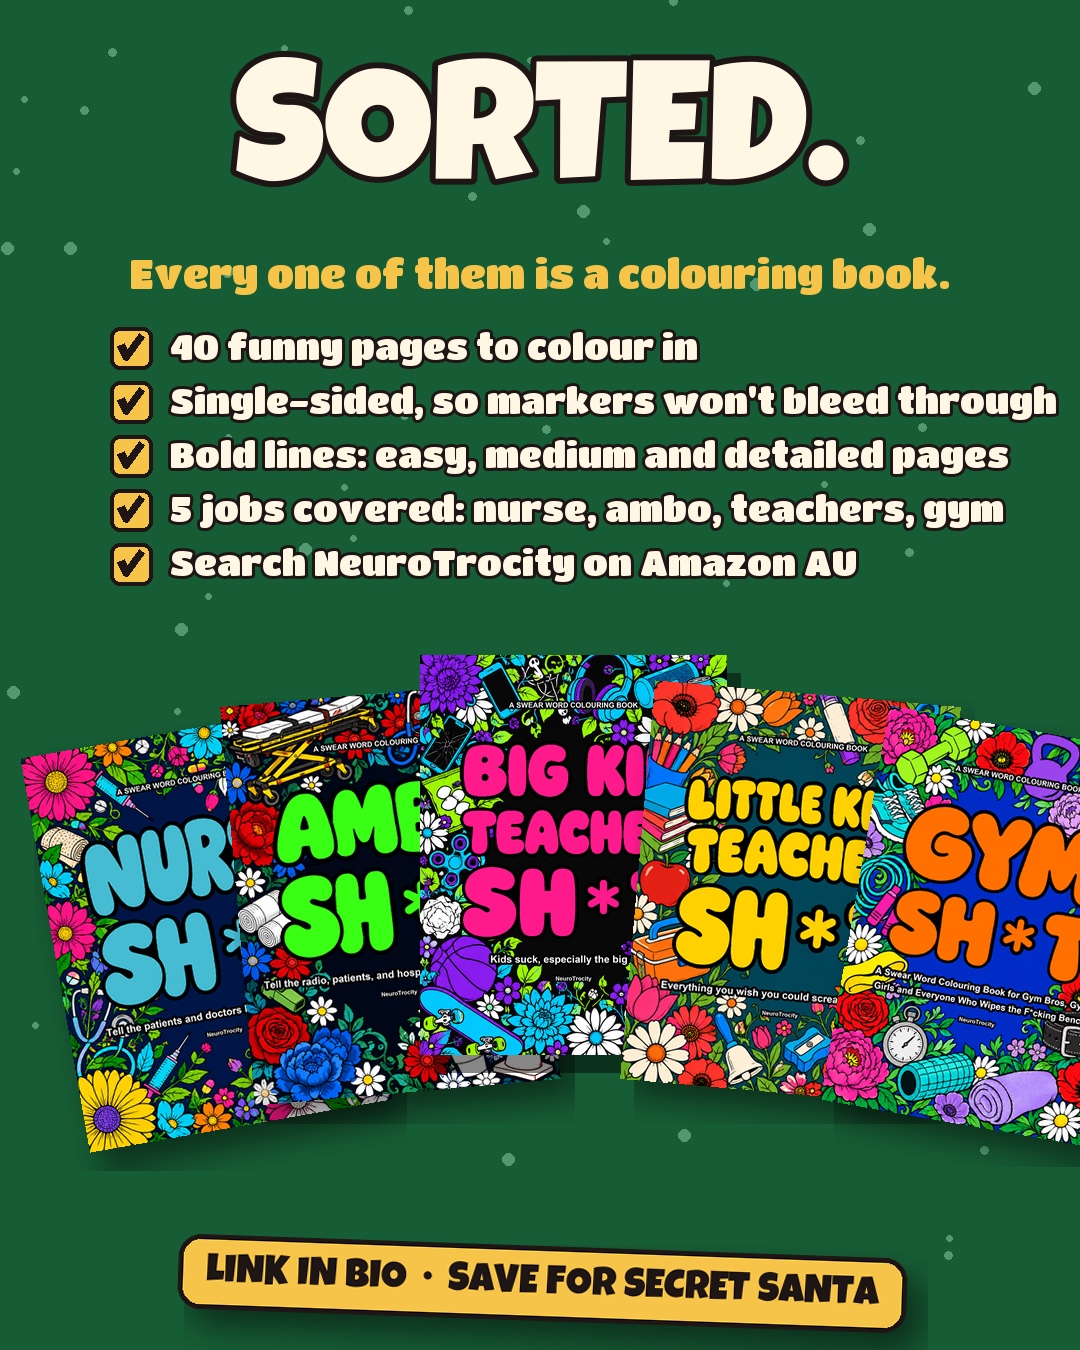 SORTED.
Every one of them is a colouring book.
40 funny pages to colour in
Single-sided, so markers won't bleed through
Bold lines: easy, medium and detailed pages
5 jobs covered: nurse, ambo, teachers, gym
Search NeuroTrocity on Amazon AU
A SWEAR WORD COLOURING
NUR
SH*
Tell the patients and doctors
NeuroTrocity
A SWEAR WORD COLOURING
AMB
SH*
Tell the radio, patients, and hosp
NeuroTrocity
A SWEAR WORD COLOURING BOOK
BIG KI
TEACHE
SH*
Kids suck, especially the big
NeuroTrocity
A SWEAR WORD COLOURING BOOK
LITTLE KI
TEACHE
SH*
Everything you wish you could screa
NeuroTrocity
A SWEAR WORD COLOURING BOO
GYM
SH*T
A Swear Word Colouring Book for Gym Bros, Gy
Girls and Everyone Who Wipes the F*cking Benc
NeuroTrocity
LINK IN BIO · SAVE FOR SECRET SANTA